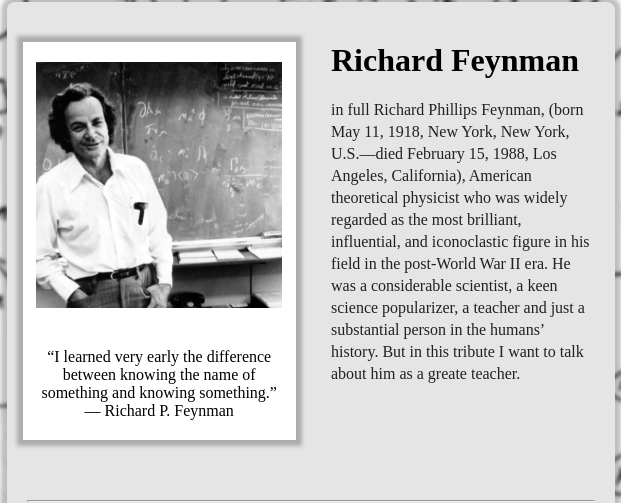 Richard Feynman
in full Richard Phillips Feynman, (born
May 11, 1918, New York, New York,
U.S.—died February 15, 1988, Los
Angeles, California), American
theoretical physicist who was widely
regarded as the most brilliant,
influential, and iconoclastic figure in his
field in the post-World War II era. He
was a considerable scientist, a keen
science popularizer, a teacher and just a
substantial person in the humans’
history. But in this tribute I want to talk
about him as a greate teacher.
“I learned very early the difference
between knowing the name of
something and knowing something.”
— Richard P. Feynman